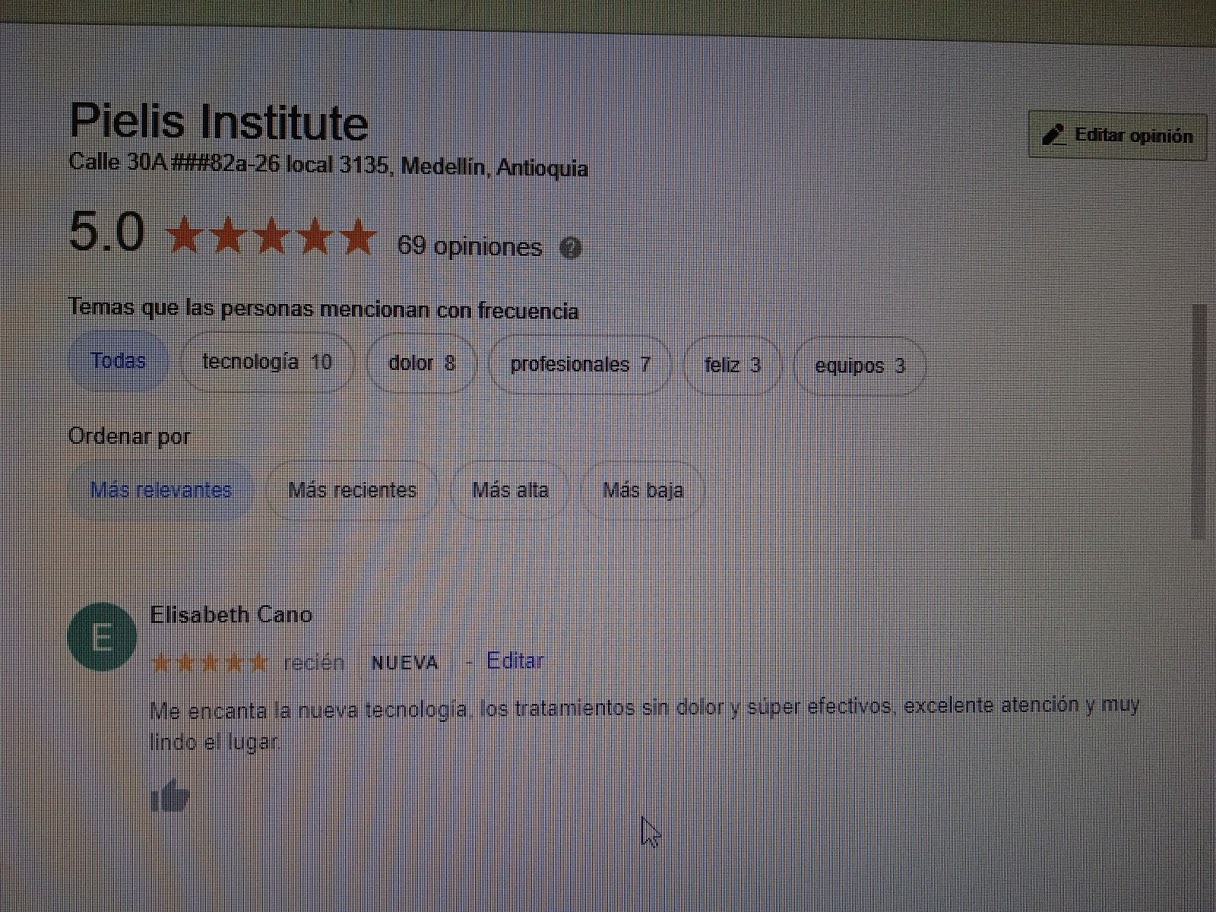 Pielis Institute
Editar opinión
Calle 30A ###82a-26 local 3135, Medellín, Antioquia
5.0 69 opiniones ?
Temas que las personas mencionan con frecuencia
Todas tecnología 10 dolor 8 profesionales 7 feliz 3 equipos 3
Ordenar por
Más relevantes Más recientes Más alta Más baja
E Elisabeth Cano
recién NUEVA - Editar
Me encanta la nueva tecnología, los tratamientos sin dolor y súper efectivos, excelente atención y muy
lindo el lugar.